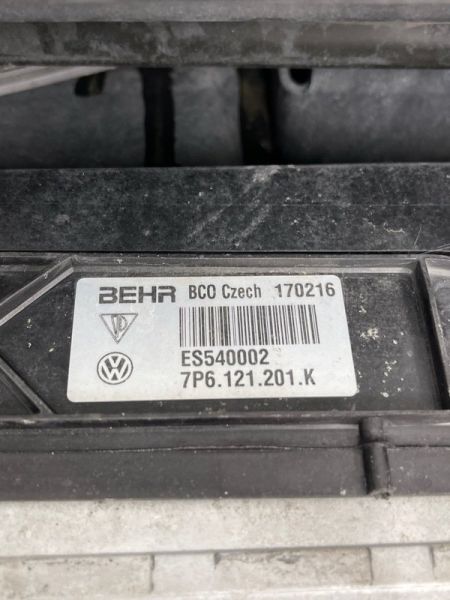 BEHR BCO Czech 170216
ES540002
7P6.121.201.K